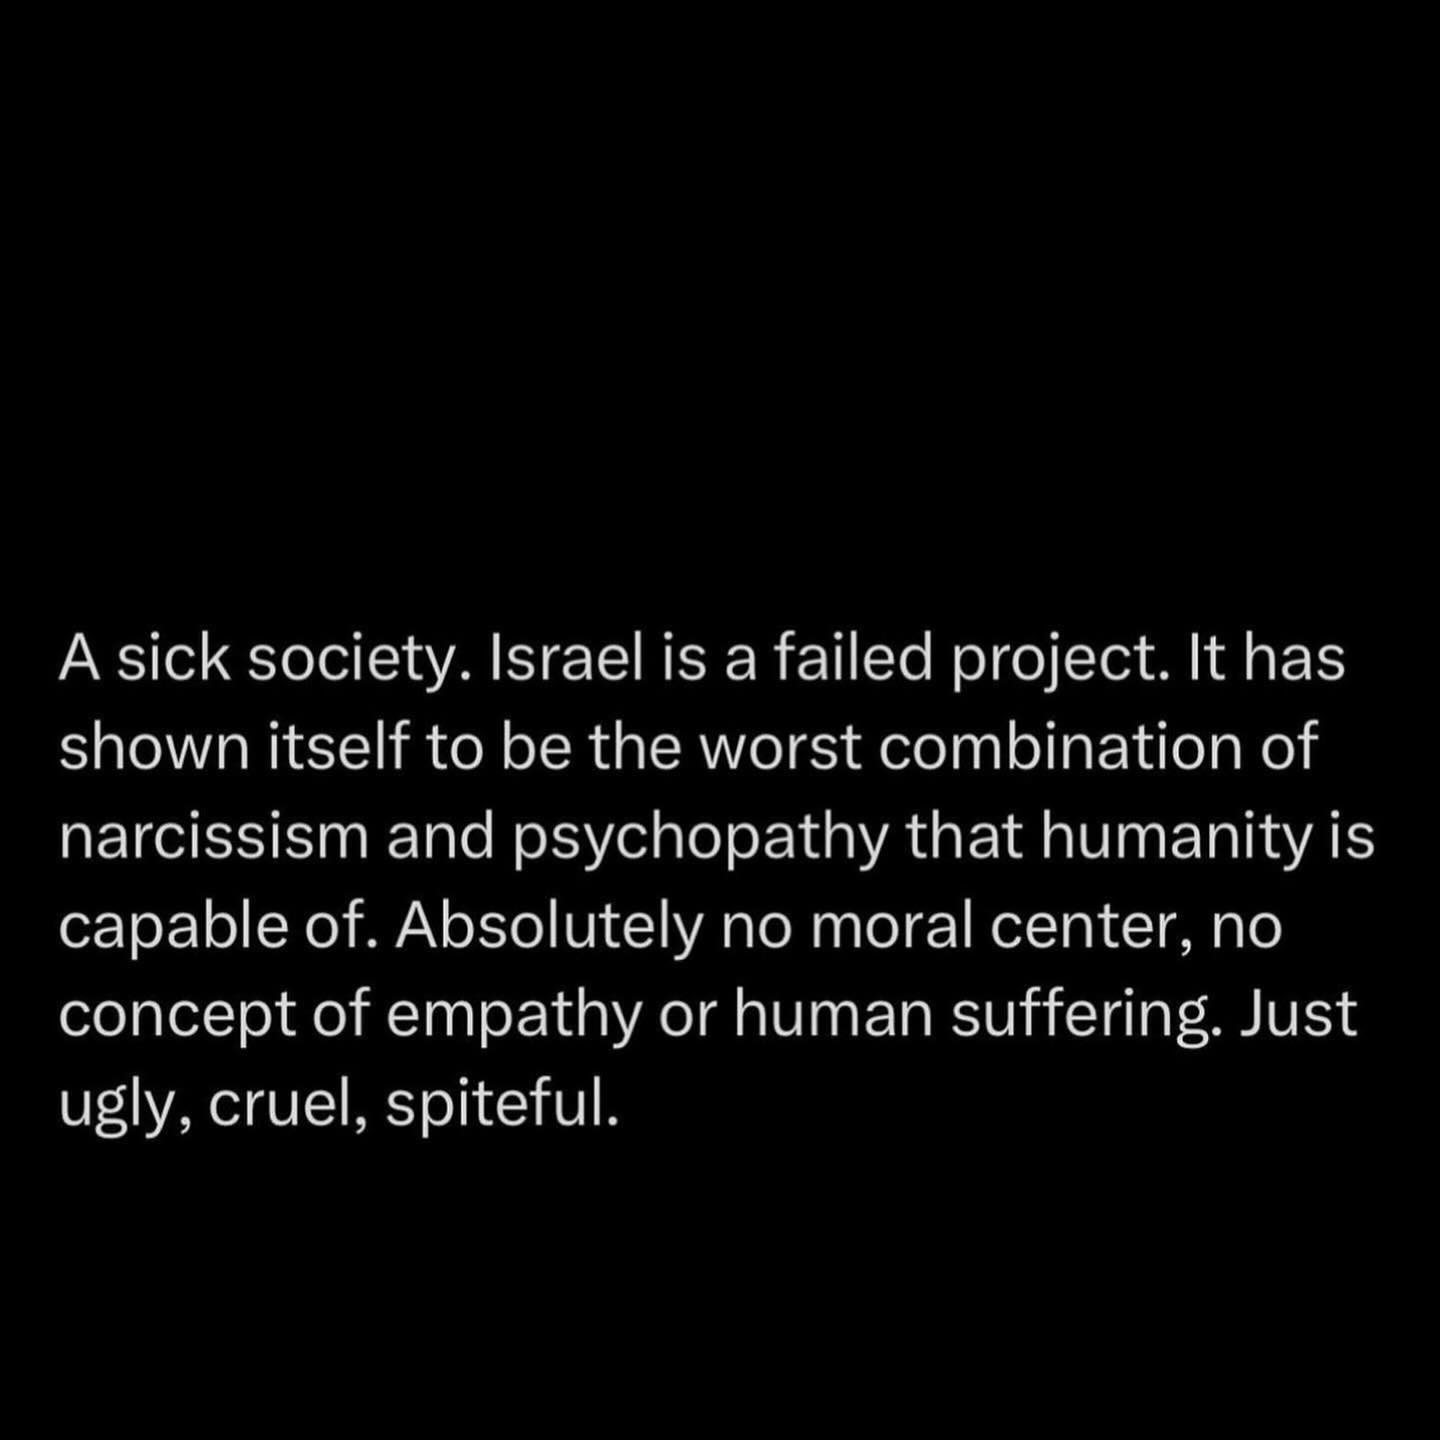 A sick society. Israel is a failed project. It has
shown itself to be the worst combination of
narcissism and psychopathy that humanity is
capable of. Absolutely no moral center, no
concept of empathy or human suffering. Just
ugly, cruel, spiteful.